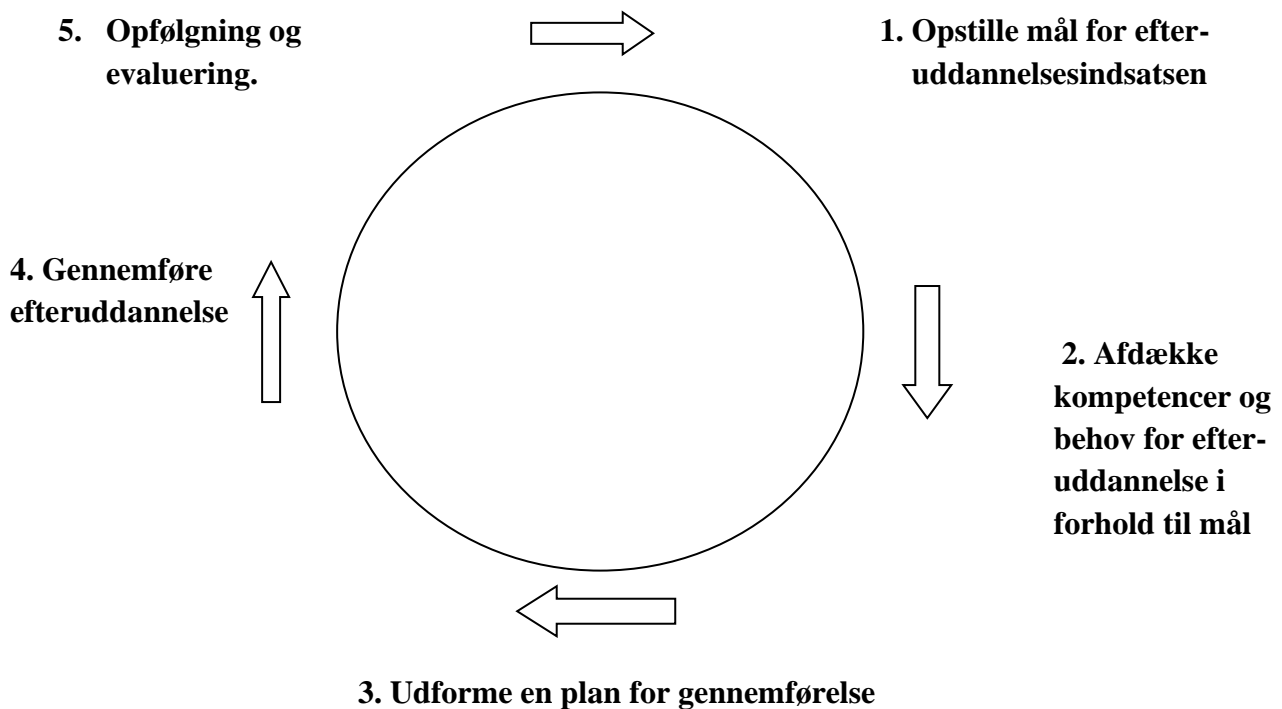 5. Opfølgning og
evaluering.
1. Opstille mål for efter-
uddannelsesindsatsen
2. Afdække
kompetencer og
behov for efter-
uddannelse i
forhold til mål
3. Udforme en plan for gennemførelse
4. Gennemføre
efteruddannelse